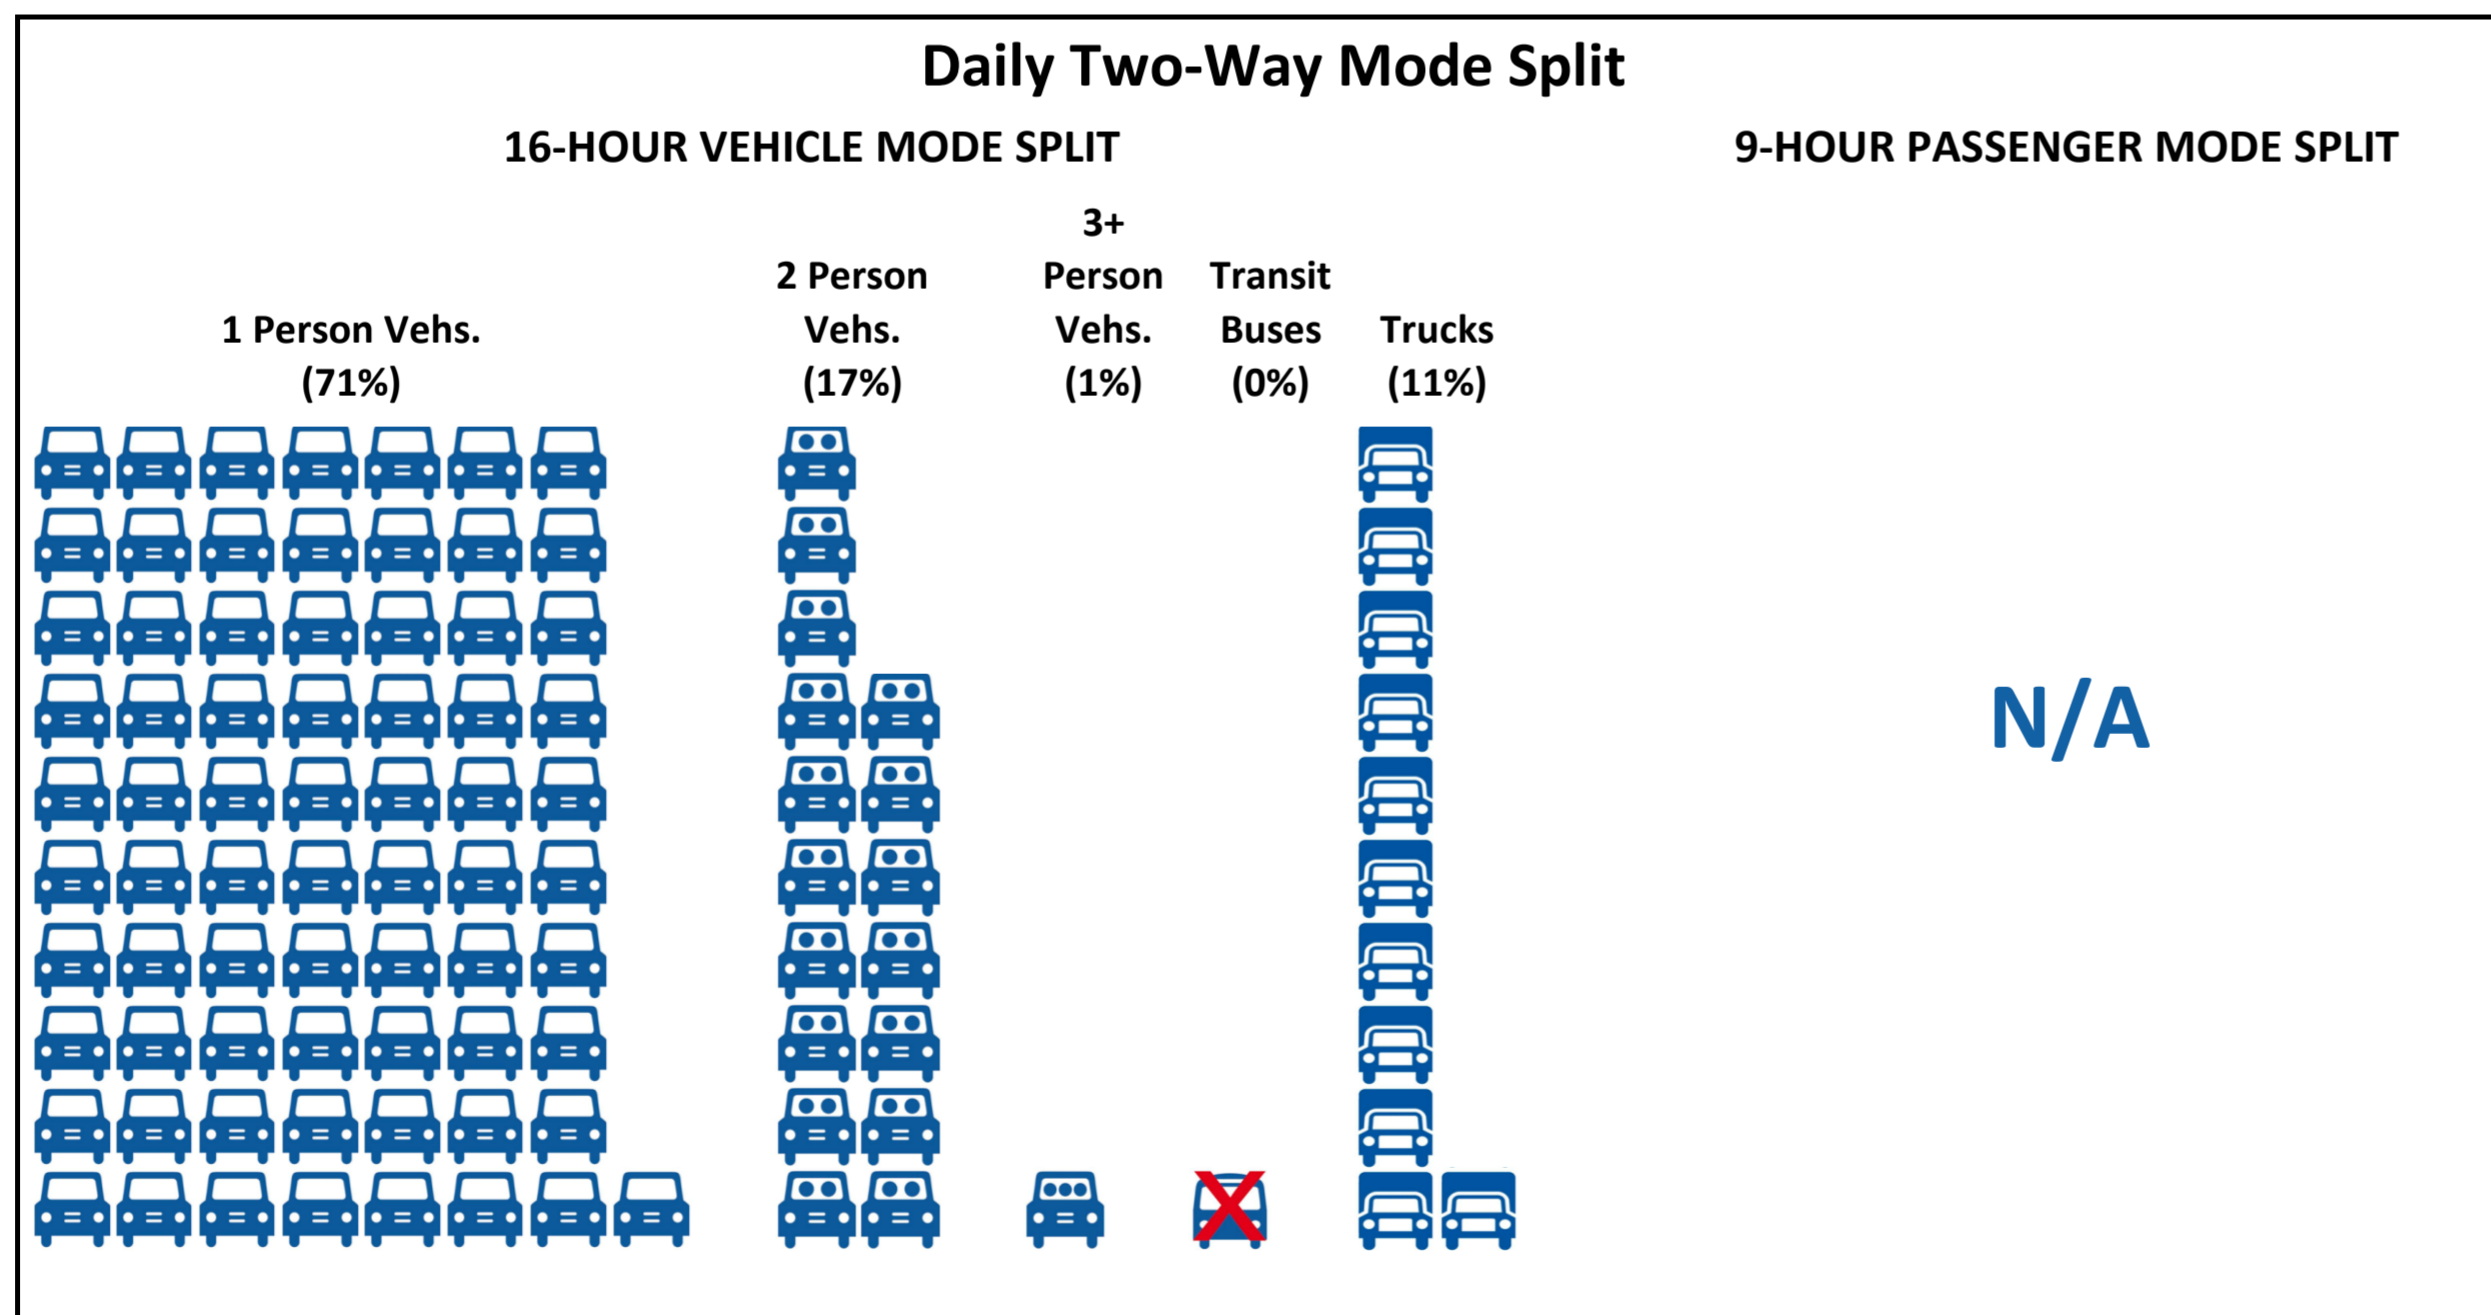 Daily Two-Way Mode Split
16-HOUR VEHICLE MODE SPLIT
9-HOUR PASSENGER MODE SPLIT
1 Person Vehs.
(71%)
2 Person
Vehs.
(17%)
3+
Person
Vehs.
(1%)
Transit
Buses
(0%)
Trucks
(11%)
N/A